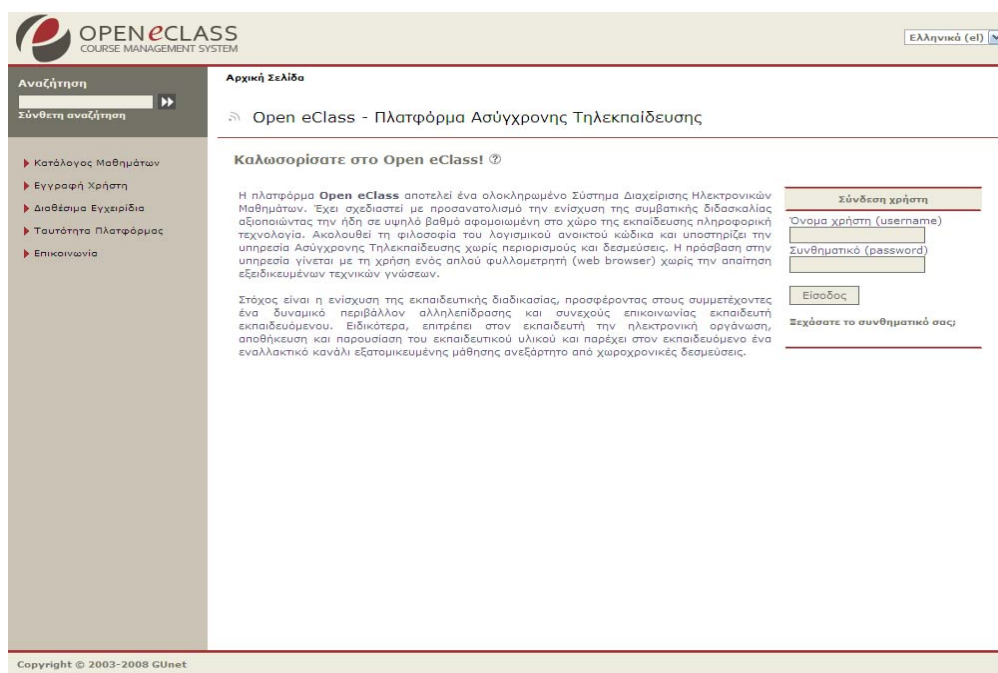 OPEN eCLASS
COURSE MANAGEMENT SYSTEM
Ελληνικά (el)
Αναζήτηση
Σύνθετη αναζήτηση
Κατάλογος Μαθημάτων
Εγγραφή Χρήστη
Διαθέσιμα Εγχειρίδια
Ταυτότητα Πλατφόρμας
Επικοινωνία
Αρχική Σελίδα
Open eClass - Πλατφόρμα Ασύγχρονης Τηλεκπαίδευσης
Καλωσορίσατε στο Open eClass!
Η πλατφόρμα Open eClass αποτελεί ένα ολοκληρωμένο Σύστημα Διαχείρισης Ηλεκτρονικών
Μαθημάτων. Έχει σχεδιαστεί με προσανατολισμό την ενίσχυση της συμβατικής διδασκαλίας
αξιοποιώντας την ήδη σε υψηλό βαθμό αφομοιωμένη στο χώρο της εκπαίδευσης πληροφορική
τεχνολογία. Ακολουθεί τη φιλοσοφία του λογισμικού ανοικτού κώδικα και υποστηρίζει την
υπηρεσία Ασύγχρονης Τηλεκπαίδευσης χωρίς περιορισμούς και δεσμεύσεις. Η πρόσβαση στην
υπηρεσία γίνεται με τη χρήση ενός απλού φυλλομετρητή (web browser) χωρίς την απαίτηση
εξειδικευμένων τεχνικών γνώσεων.
Στόχος είναι η ενίσχυση της εκπαιδευτικής διαδικασίας, προσφέροντας στους συμμετέχοντες
ένα δυναμικό περιβάλλον αλληλεπίδρασης και συνεχούς επικοινωνίας εκπαιδευτή
εκπαιδευόμενου. Ειδικότερα, επιτρέπει στον εκπαιδευτή την ηλεκτρονική οργάνωση,
αποθήκευση και παρουσίαση του εκπαιδευτικού υλικού και παρέχει στον εκπαιδευόμενο ένα
εναλλακτικό κανάλι εξατομικευμένης μάθησης ανεξάρτητο από χωροχρονικές δεσμεύσεις.
Σύνδεση χρήστη
Όνομα χρήστη (username)
Συνθηματικό (password)
Είσοδος
Ξεχάσατε το συνθηματικό σας;
Copyright © 2003-2008 GUnet